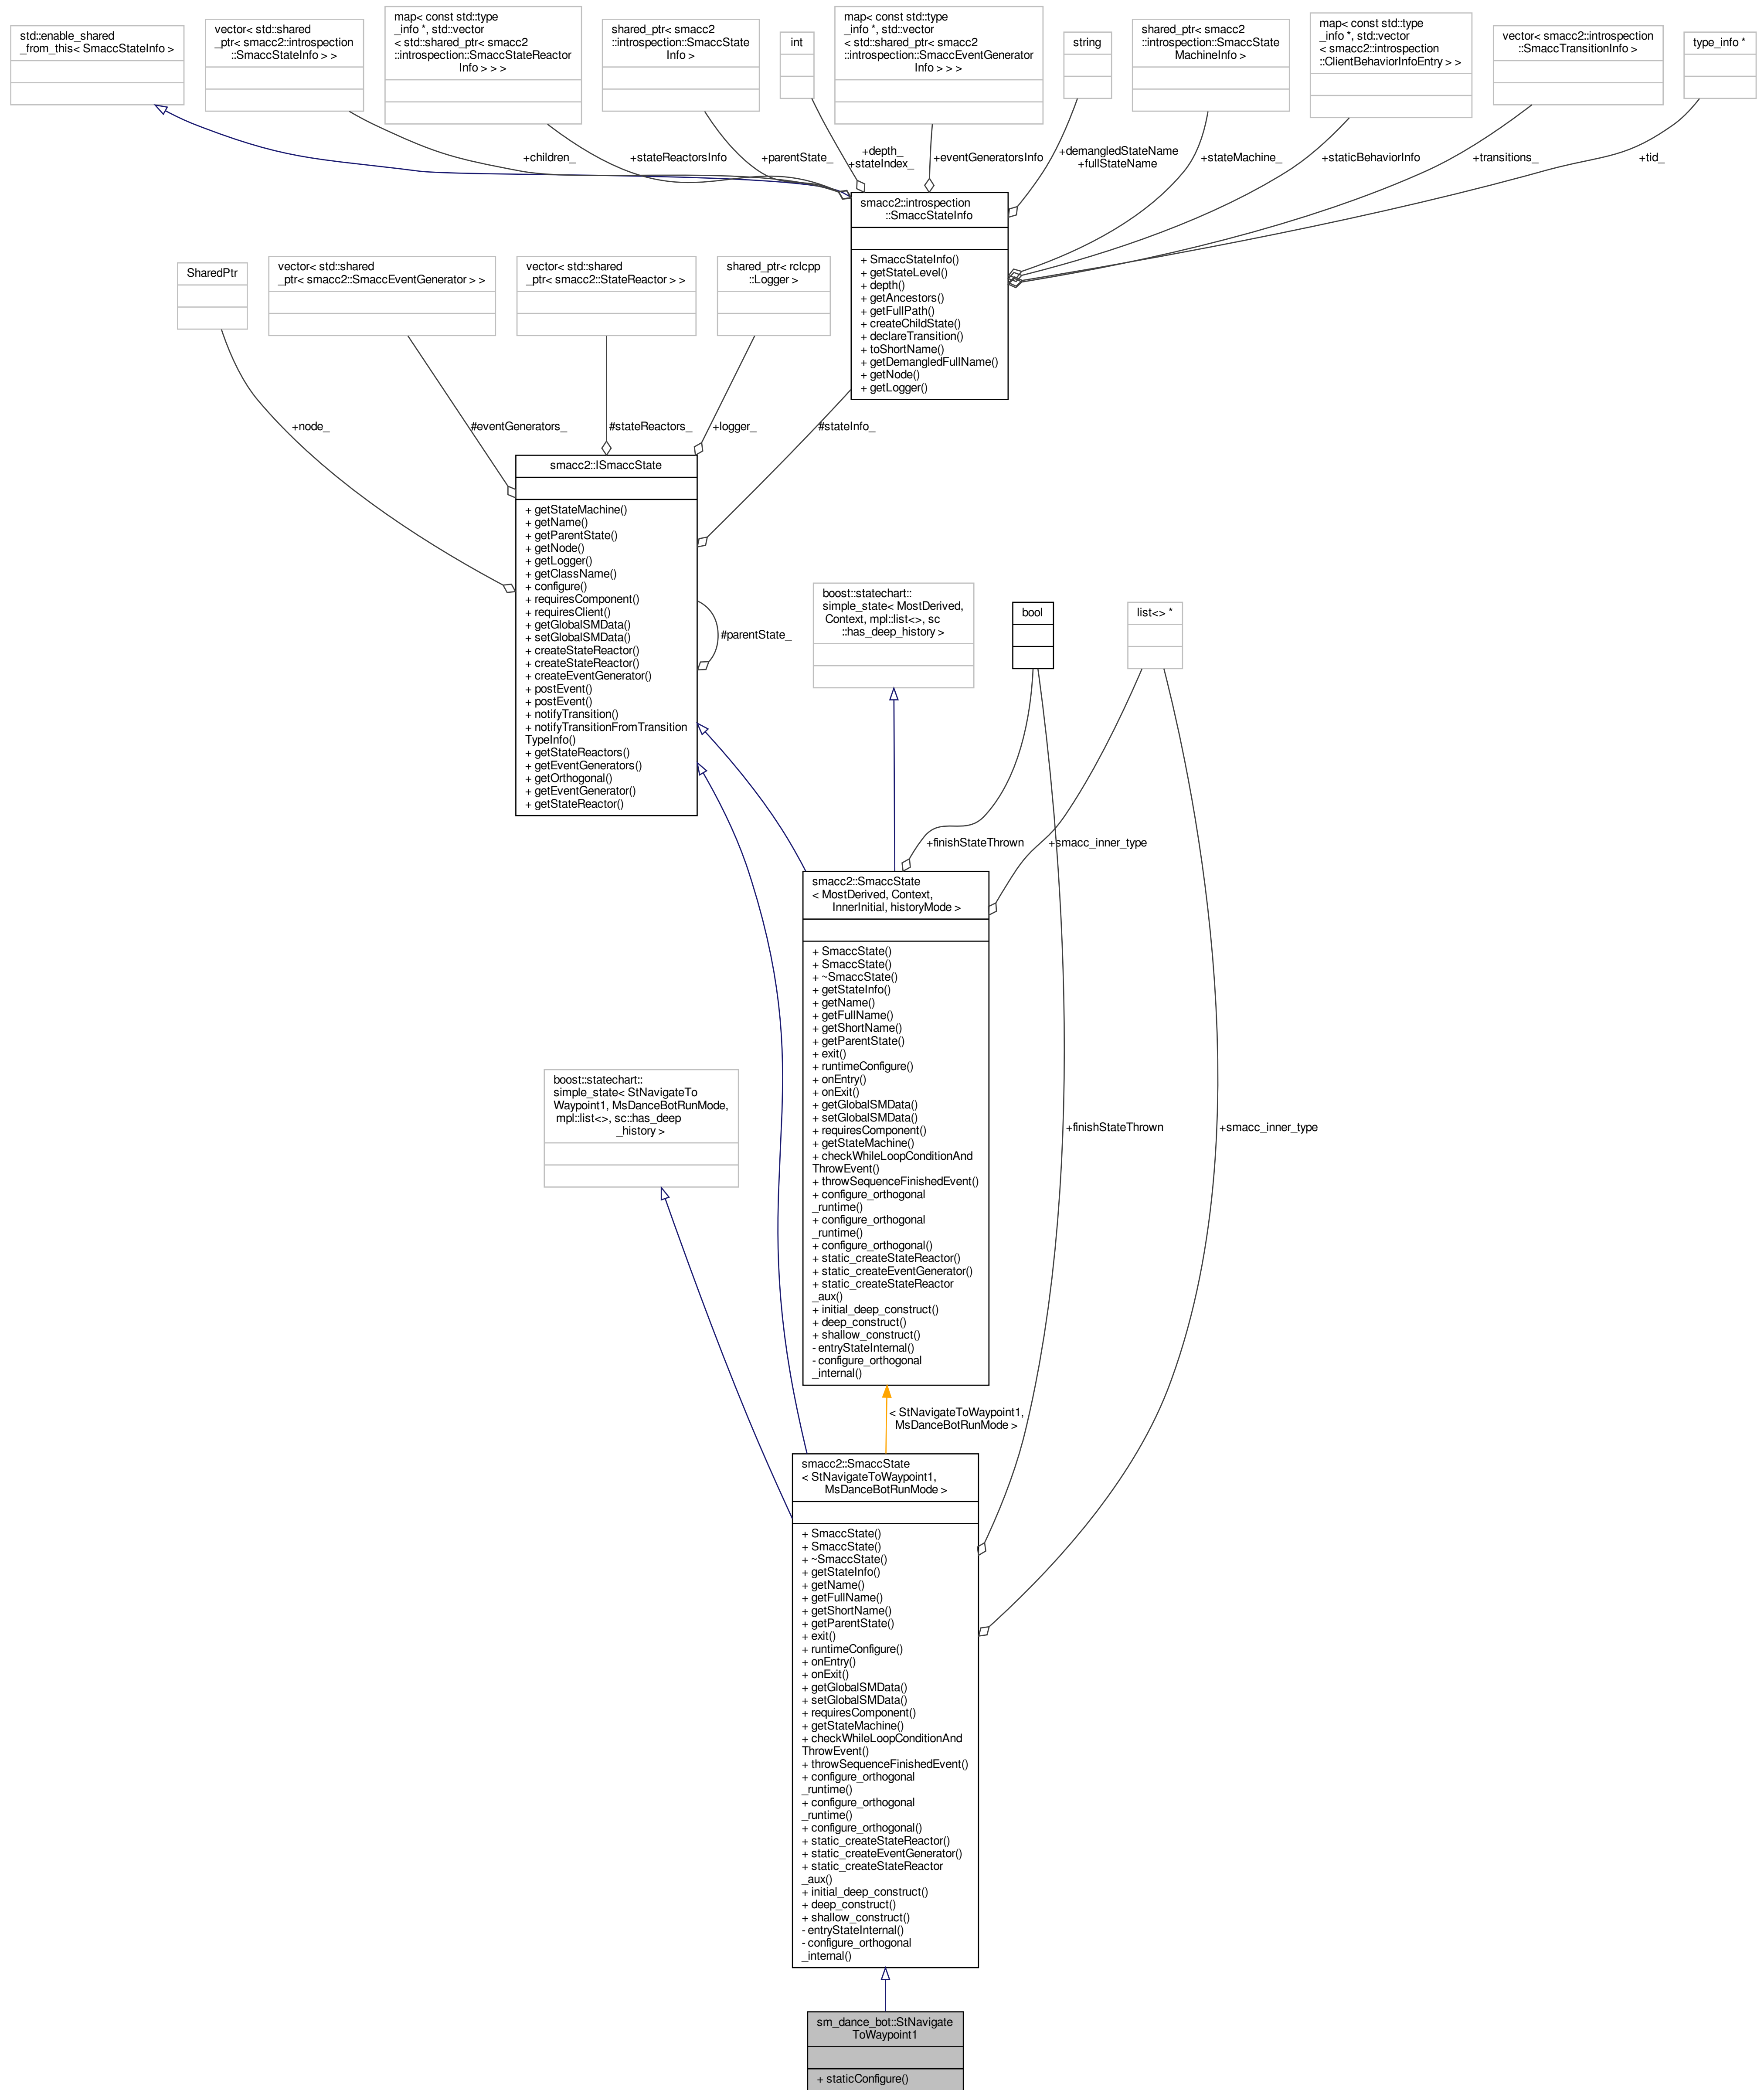 std::enable_shared
_from_this< SmaccStateInfo >
vector< std::shared
_ptr< smacc2::introspection
::SmaccStateInfo > >
map< const std::type
_info *, std::vector
< std::shared_ptr< smacc2
::introspection::SmaccStateReactor
Info > > >
shared_ptr< smacc2
::introspection::SmaccState
Info >
int
map< const std::type
_info *, std::vector
< std::shared_ptr< smacc2
::introspection::SmaccEventGenerator
Info > > >
string
shared_ptr< smacc2
::introspection::SmaccState
MachineInfo >
map< const std::type
_info *, std::vector
< smacc2::introspection
::ClientBehaviorInfoEntry > >
vector< smacc2::introspection
::SmaccTransitionInfo >
type_info *
+children_
+stateReactorsInfo
+parentState_
+depth_
+stateIndex_
+eventGeneratorsInfo
+demangledStateName
+fullStateName
+stateMachine_
+staticBehaviorInfo
+transitions_
+tid_
smacc2::introspection
::SmaccStateInfo
+ SmaccStateInfo()
+ getStateLevel()
+ depth()
+ getAncestors()
+ getFullPath()
+ createChildState()
+ declareTransition()
+ toShortName()
+ getDemangledFullName()
+ getNode()
+ getLogger()
SharedPtr
vector< std::shared
_ptr< smacc2::SmaccEventGenerator > >
vector< std::shared
_ptr< smacc2::StateReactor > >
shared_ptr< rclcpp
::Logger >
+node_
#eventGenerators_
#stateReactors_
+logger_
#stateInfo_
smacc2::ISmaccState
+ getStateMachine()
+ getName()
+ getParentState()
+ getNode()
+ getLogger()
+ getClassName()
+ configure()
+ requiresComponent()
+ requiresClient()
+ getGlobalSMData()
+ setGlobalSMData()
+ createStateReactor()
+ createStateReactor()
+ createEventGenerator()
+ postEvent()
+ postEvent()
+ notifyTransition()
+ notifyTransitionFromTransition
TypeInfo()
+ getStateReactors()
+ getEventGenerators()
+ getOrthogonal()
+ getEventGenerator()
+ getStateReactor()
#parentState_
boost::statechart::
simple_state< MostDerived,
Context, mpl::list<>, sc
::has_deep_history >
bool
list<> *
+finishStateThrown
+smacc_inner_type
smacc2::SmaccState
< MostDerived, Context,
InnerInitial, historyMode >
+ SmaccState()
+ SmaccState()
+ ~SmaccState()
+ getStateInfo()
+ getName()
+ getFullName()
+ getShortName()
+ getParentState()
+ exit()
+ runtimeConfigure()
+ onEntry()
+ onExit()
+ getGlobalSMData()
+ setGlobalSMData()
+ requiresComponent()
+ getStateMachine()
+ checkWhileLoopConditionAnd
ThrowEvent()
+ throwSequenceFinishedEvent()
+ configure_orthogonal
_runtime()
+ configure_orthogonal
_runtime()
+ configure_orthogonal()
+ static_createStateReactor()
+ static_createEventGenerator()
+ static_createStateReactor
_aux()
+ initial_deep_construct()
+ deep_construct()
+ shallow_construct()
- entryStateInternal()
- configure_orthogonal
_internal()
boost::statechart::
simple_state< StNavigateTo
Waypoint1, MsDanceBotRunMode,
mpl::list<>, sc::has_deep
_history >
+finishStateThrown
+smacc_inner_type
< StNavigateToWaypoint1,
MsDanceBotRunMode >
smacc2::SmaccState
< StNavigateToWaypoint1,
MsDanceBotRunMode >
+ SmaccState()
+ SmaccState()
+ ~SmaccState()
+ getStateInfo()
+ getName()
+ getFullName()
+ getShortName()
+ getParentState()
+ exit()
+ runtimeConfigure()
+ onEntry()
+ onExit()
+ getGlobalSMData()
+ setGlobalSMData()
+ requiresComponent()
+ getStateMachine()
+ checkWhileLoopConditionAnd
ThrowEvent()
+ throwSequenceFinishedEvent()
+ configure_orthogonal
_runtime()
+ configure_orthogonal
_runtime()
+ configure_orthogonal()
+ static_createStateReactor()
+ static_createEventGenerator()
+ static_createStateReactor
_aux()
+ initial_deep_construct()
+ deep_construct()
+ shallow_construct()
- entryStateInternal()
- configure_orthogonal
_internal()
sm_dance_bot::StNavigate
ToWaypoint1
+ staticConfigure()